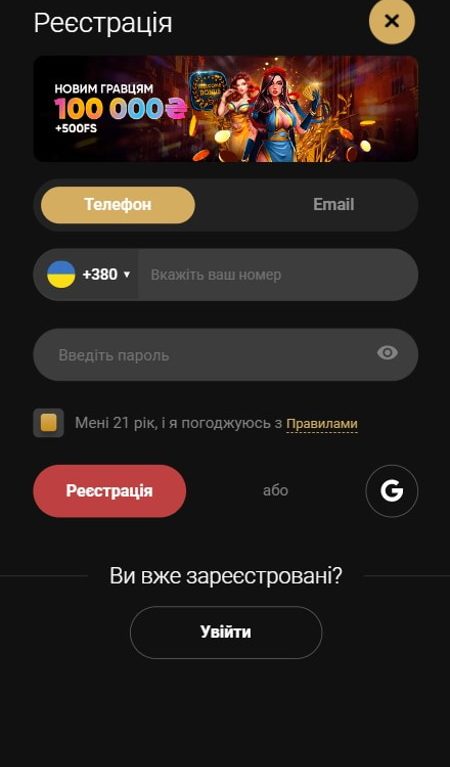 Реєстрація
НОВИМ ГРАВЦЯМ
100 000₴
+500FS
Телефон
Email
+380
Вкажіть ваш номер
Введіть пароль
Мені 21 рік, і я погоджуюсь з Правилами
Реєстрація
або
G
Ви вже зареєстровані?
Увійти